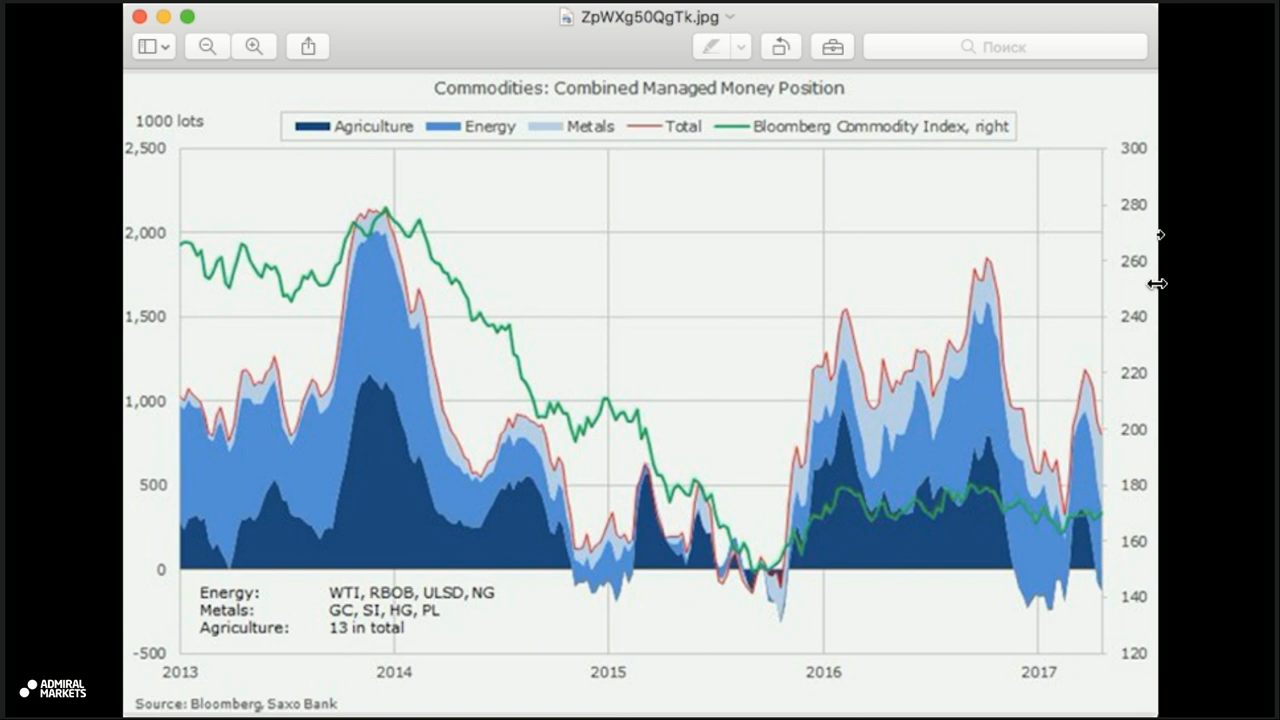 ZpWXg50QgTk.jpg
Поиск
Commodities: Combined Managed Money Position
1000 lots
Agriculture Energy Metals Total Bloomberg Commodity Index, right
2,500 300
280
2,000
260
1,500 240
220
1,000
200
500 180
160
0
140
-500 120
Energy: WTI, RBOB, ULSD, NG
Metals: GC, SI, HG, PL
Agriculture: 13 in total
2013 2014 2015 2016 2017
Source: Bloomberg, Saxo Bank
ADMIRAL
MARKETS